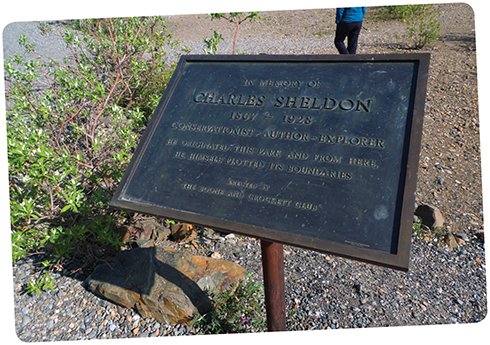 IN MEMORY OF
CHARLES SHELDON
1867 - 1928
CONSERVATIONIST - AUTHOR - EXPLORER
HE ORIGINATED THIS PARK AND FROM HERE,
HE HIMSELF PLOTTED ITS BOUNDARIES
ERECTED BY
"THE BOONE AND CROCKETT CLUB"